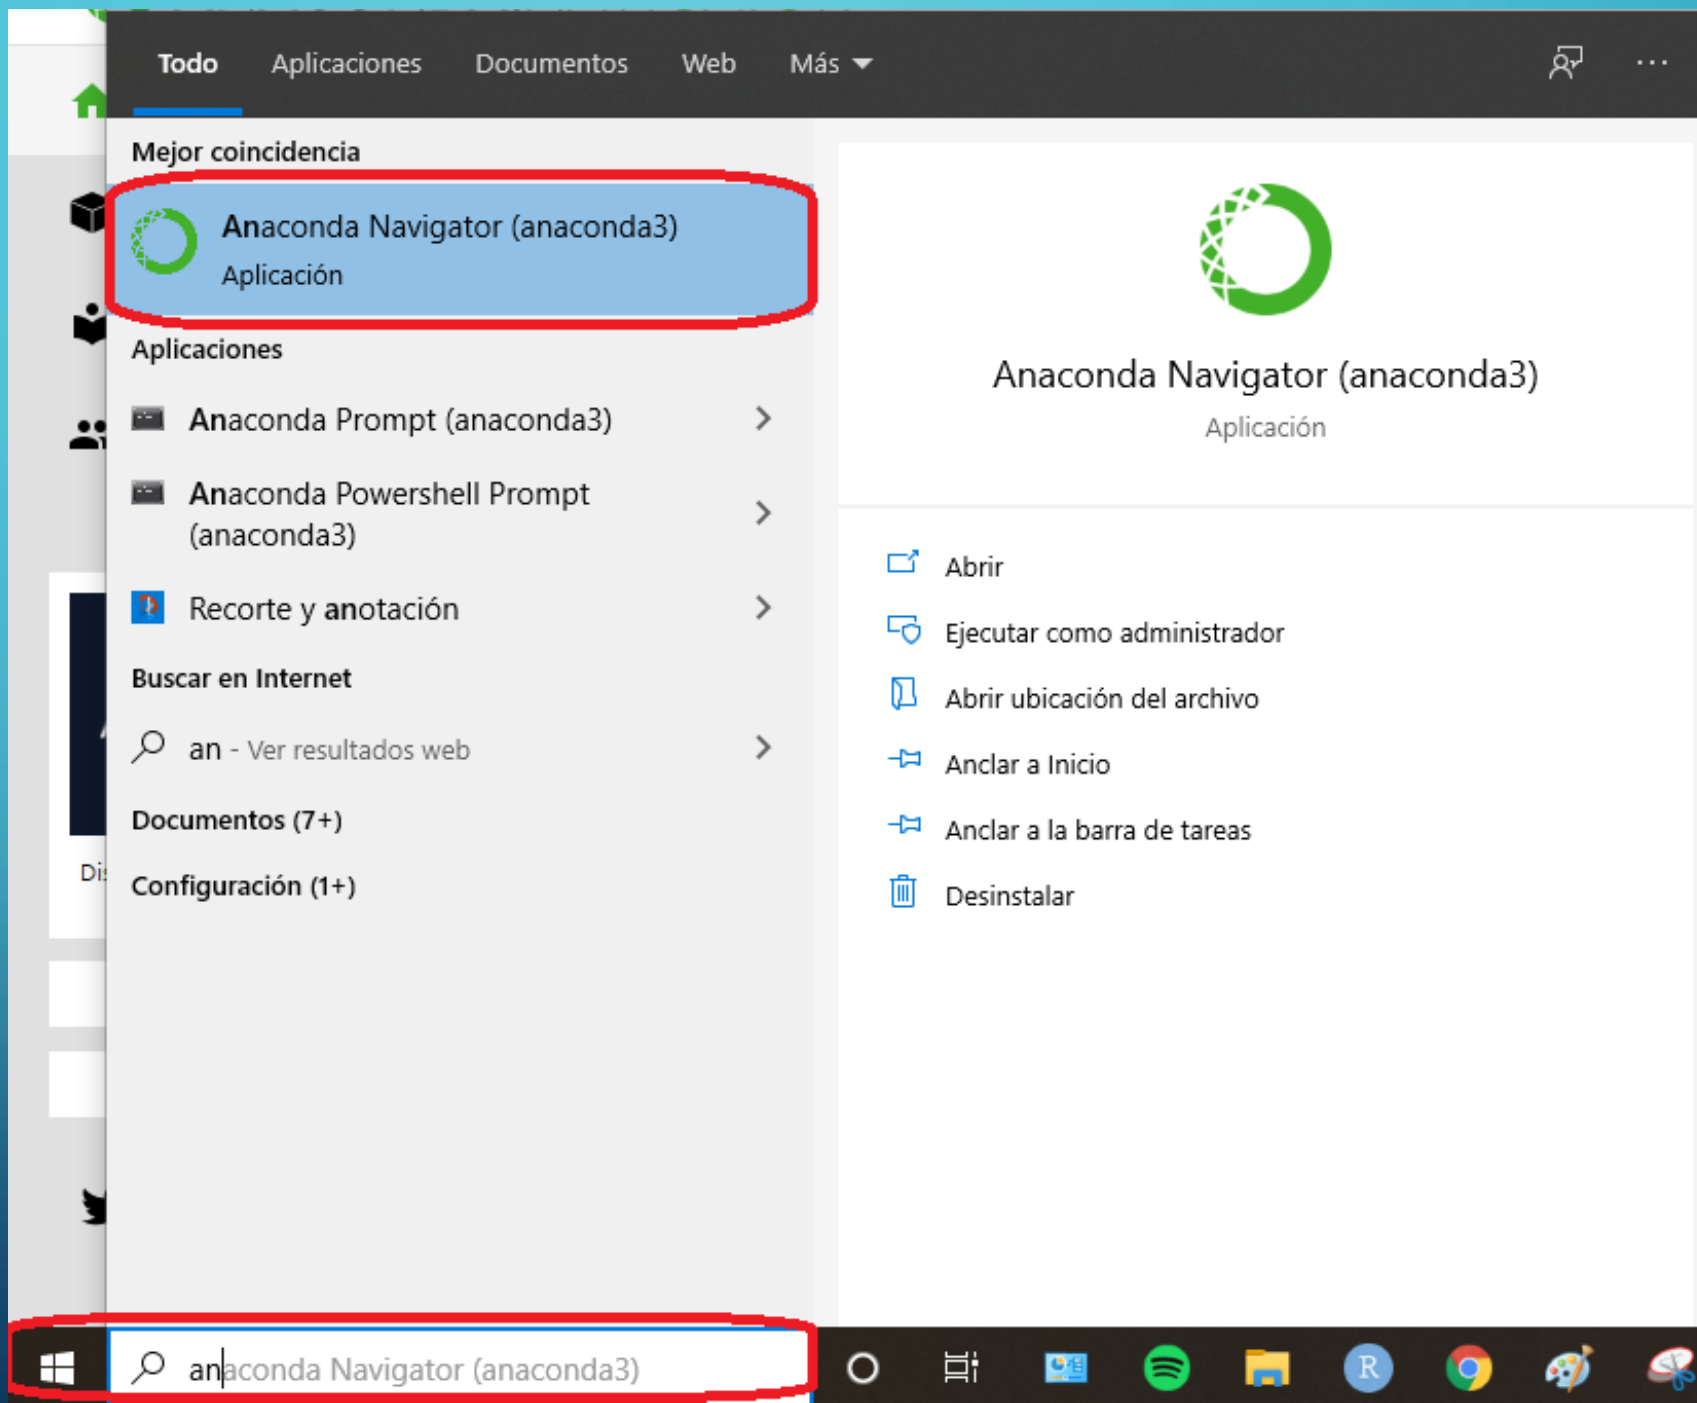 Todo Aplicaciones Documentos Web Más
Mejor coincidencia
Anaconda Navigator (anaconda3)
Aplicación
Aplicaciones
Anaconda Prompt (anaconda3)
Anaconda Powershell Prompt
(anaconda3)
Recorte y anotación
Buscar en Internet
an - Ver resultados web
Documentos (7+)
Configuración (1+)
Anaconda Navigator (anaconda3)
Aplicación
Abrir
Ejecutar como administrador
Abrir ubicación del archivo
Anclar a Inicio
Anclar a la barra de tareas
Desinstalar
Dis
anaconda Navigator (anaconda3)
R